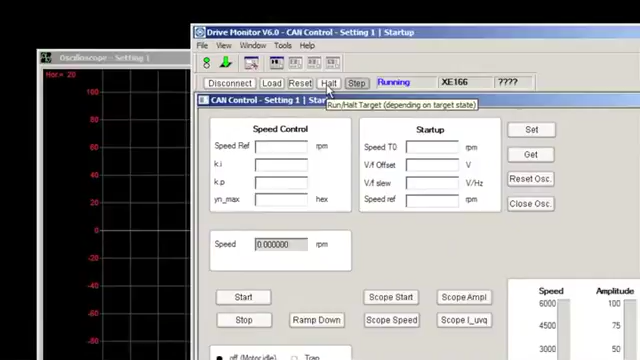 Drive Monitor V6.0 - CAN Control - Setting 1 | Startup
File View Window Tools Help
Oscilloscope - Setting 1
Hor= 20
Disconnect Load Reset Halt Step Running XE166 ????
CAN Control - Setting 1 | Star
Run/Halt Target (depending on target state)
100
80
60
40
20
0
-20
-40
-60
-80
Speed Control
Speed Ref rpm
k.i
k.p
yn_max hex
Startup
Speed T0 rpm
V/f Offset V
V/f slew V/Hz
Speed ref rpm
Set
Get
Reset Osc.
Close Osc.
Speed 0.000000 rpm
Start
Stop Ramp Down
Scope Start Scope Ampl
Scope Speed Scope I_uvq
Speed Amplitude
6000 100
4500 75
3000 50
off (Motor idle) Trap